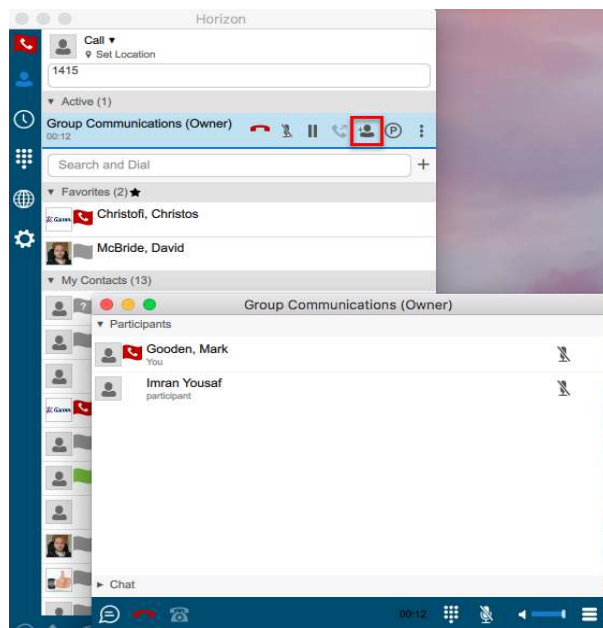 Horizon
Call ▾
Set Location
1415
▾ Active (1)
Group Communications (Owner)
00:12
P
Search and Dial
+
▾ Favorites (2)★
Christofi, Christos
McBride, David
▾ My Contacts (13)
?
Group Communications (Owner)
▾ Participants
Gooden, Mark
You
Imran Yousaf
participant
▸ Chat
00:12